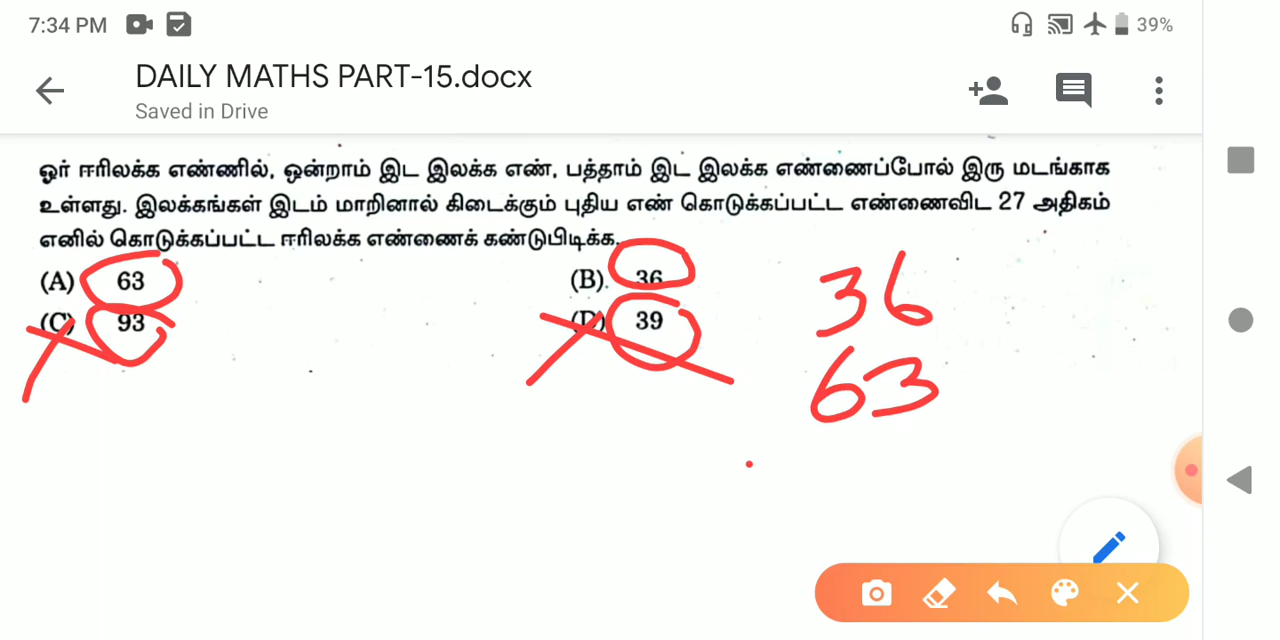 7:34 PM 39%
DAILY MATHS PART-15.docx
Saved in Drive
ஓர் ஈரிலக்க எண்ணில், ஒன்றாம் இட இலக்க எண், பத்தாம் இட இலக்க எண்ணைப்போல் இரு மடங்காக
உள்ளது. இலக்கங்கள் இடம் மாறினால் கிடைக்கும் புதிய எண் கொடுக்கப்பட்ட எண்ணைவிட 27 அதிகம்
எனில் கொடுக்கப்பட்ட ஈரிலக்க எண்ணைக் கண்டுபிடிக்க.
(A) 63 (B). 36
(C) 93 (D) 39
36
63